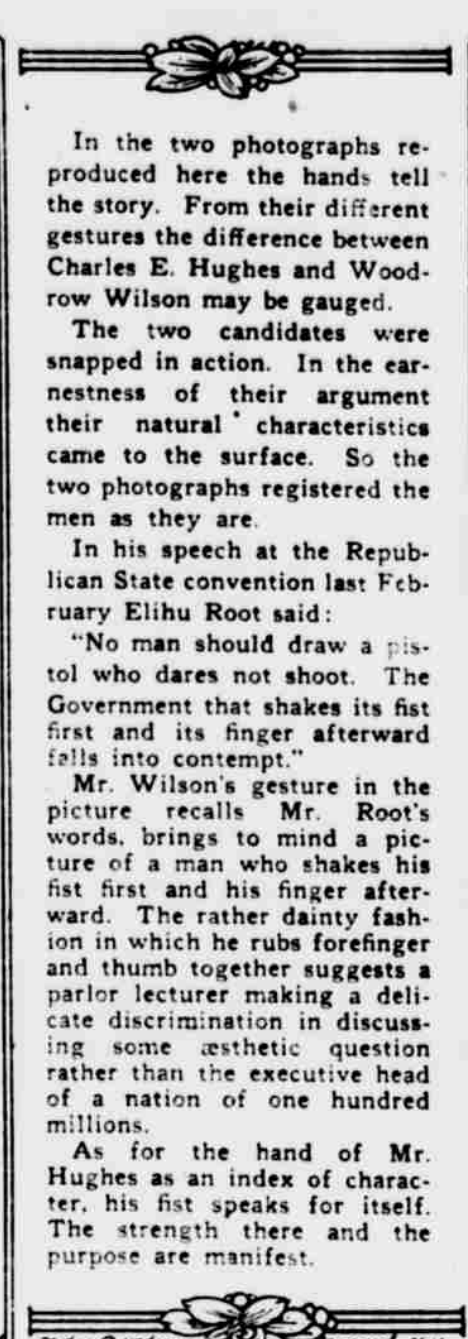 In the two photographs re-
produced here the hands tell
the story. From their different
gestures the difference between
Charles E. Hughes and Wood-
row Wilson may be gauged.
The two candidates were
snapped in action. In the ear-
nestness of their argument
their natural characteristics
came to the surface. So the
two photographs registered the
men as they are.
In his speech at the Repub-
lican State convention last Feb-
ruary Elihu Root said:
"No man should draw a pis-
tol who dares not shoot. The
Government that shakes its fist
first and its finger afterward
falls into contempt."
Mr. Wilson's gesture in the
picture recalls Mr. Root's
words, brings to mind a pic-
ture of a man who shakes his
fist first and his finger after-
ward. The rather dainty fash-
ion in which he rubs forefinger
and thumb together suggests a
parlor lecturer making a deli-
cate discrimination in discuss-
ing some æsthetic question
rather than the executive head
of a nation of one hundred
millions.
As for the hand of Mr.
Hughes as an index of charac-
ter, his fist speaks for itself.
The strength there and the
purpose are manifest.